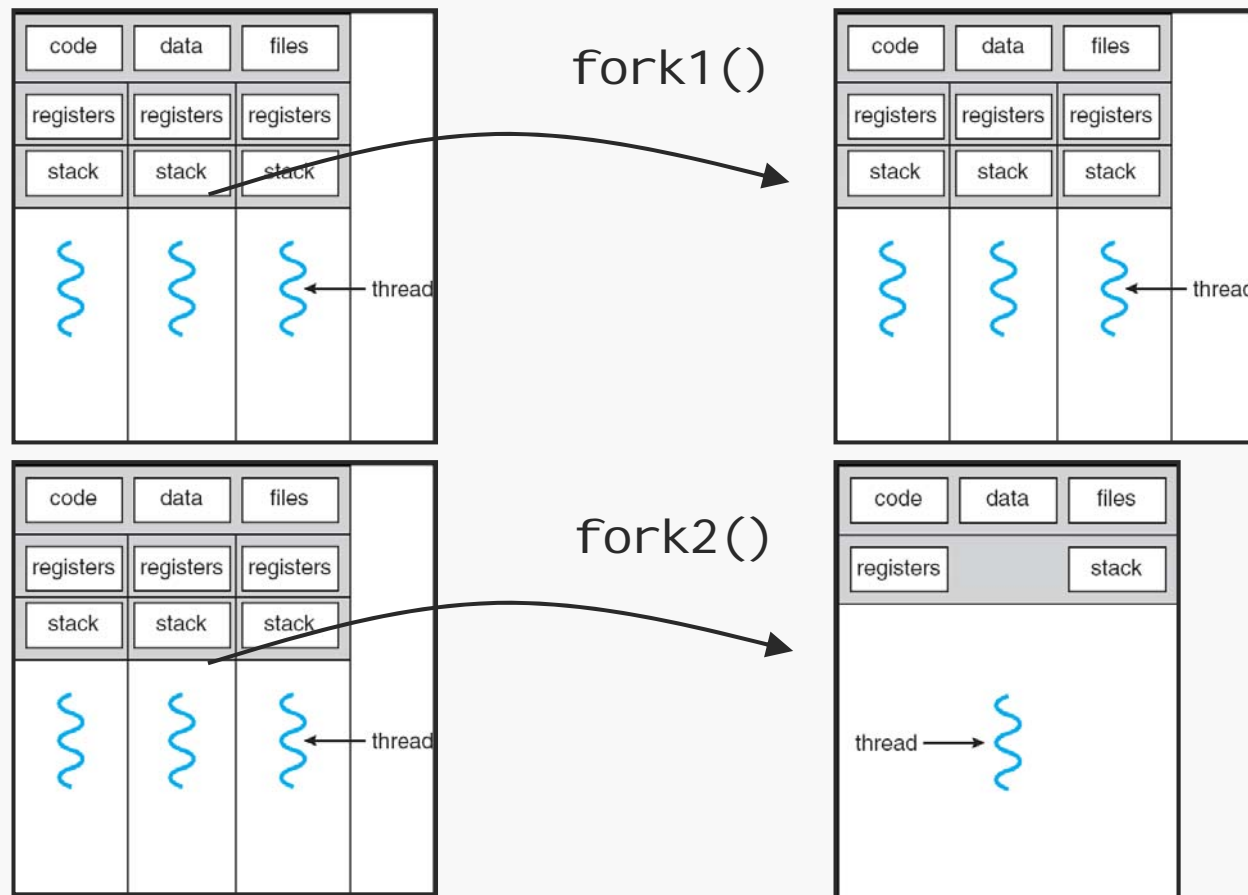 code data files
registers registers registers
stack stack stack
thread
fork1()
code data files
registers registers registers
stack stack stack
thread
code data files
registers registers registers
stack stack stack
thread
fork2()
code data files
registers stack
thread